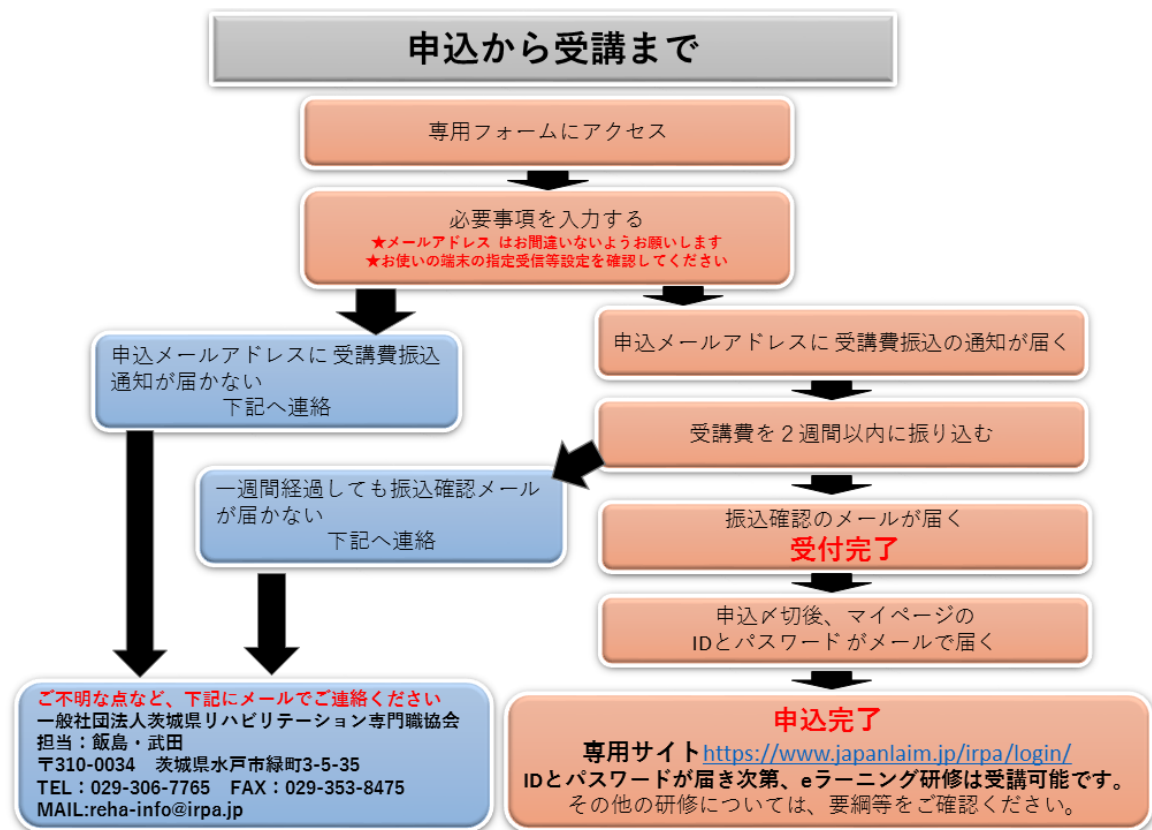 申込から受講まで
専用フォームにアクセス
必要事項を入力する
★メールアドレス はお間違いないようお願いします
★お使いの端末の指定受信等設定を確認してください
申込メールアドレスに 受講費振込
通知が届かない
下記へ連絡
申込メールアドレスに 受講費振込の通知が届く
受講費を２週間以内に振り込む
一週間経過しても振込確認メール
が届かない
下記へ連絡
振込確認のメールが届く
受付完了
申込〆切後、マイページの
IDとパスワード がメールで届く
ご不明な点など、下記にメールでご連絡ください
一般社団法人茨城県リハビリテーション専門職協会
担当：飯島・武田
〒310-0034　茨城県水戸市緑町3-5-35
TEL：029-306-7765　FAX：029-353-8475
MAIL:reha-info@irpa.jp
申込完了
専用サイトhttps://www.japanlaim.jp/irpa/login/
IDとパスワードが届き次第、eラーニング研修は受講可能です。
その他の研修については、要綱等をご確認ください。